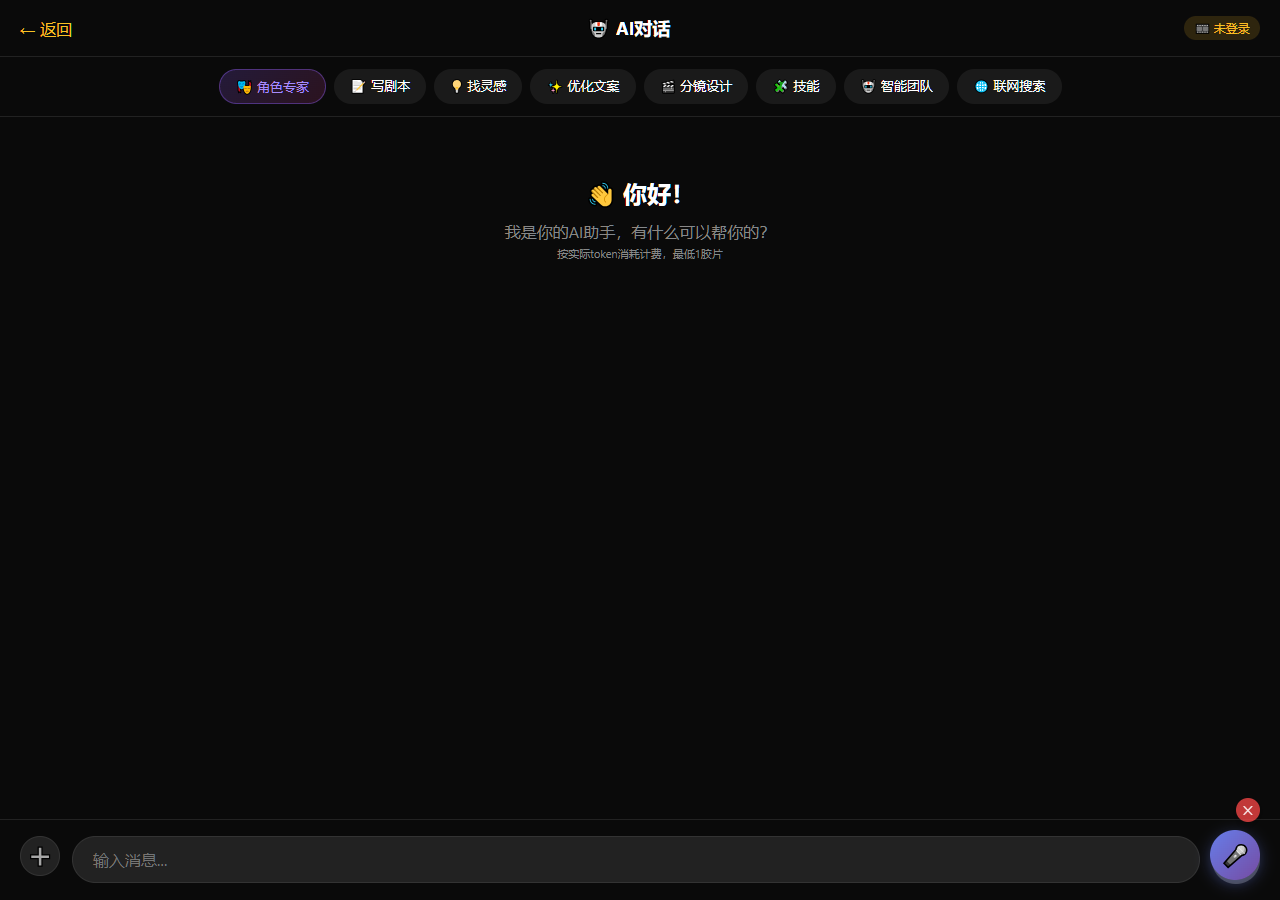 ←返回
🤖 AI对话
🎞️ 未登录
🎭 角色专家
📝 写剧本
💡 找灵感
✨ 优化文案
🎬 分镜设计
🧩 技能
🤖 智能团队
🌐 联网搜索
👋 你好！
我是你的AI助手，有什么可以帮你的？
按实际token消耗计费，最低1胶片
输入消息...